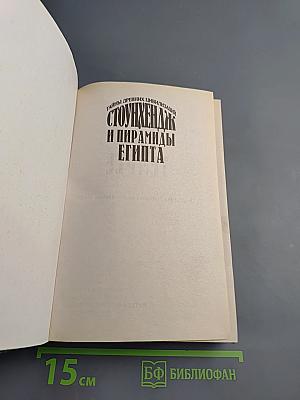 ТАЙНЫ ДРЕВНИХ ЦИВИЛИЗАЦИЙ
СТОУНХЕНДЖ
И ПИРАМИДЫ
ЕГИПТА
15 СМ
БФ БИБЛИОФАН